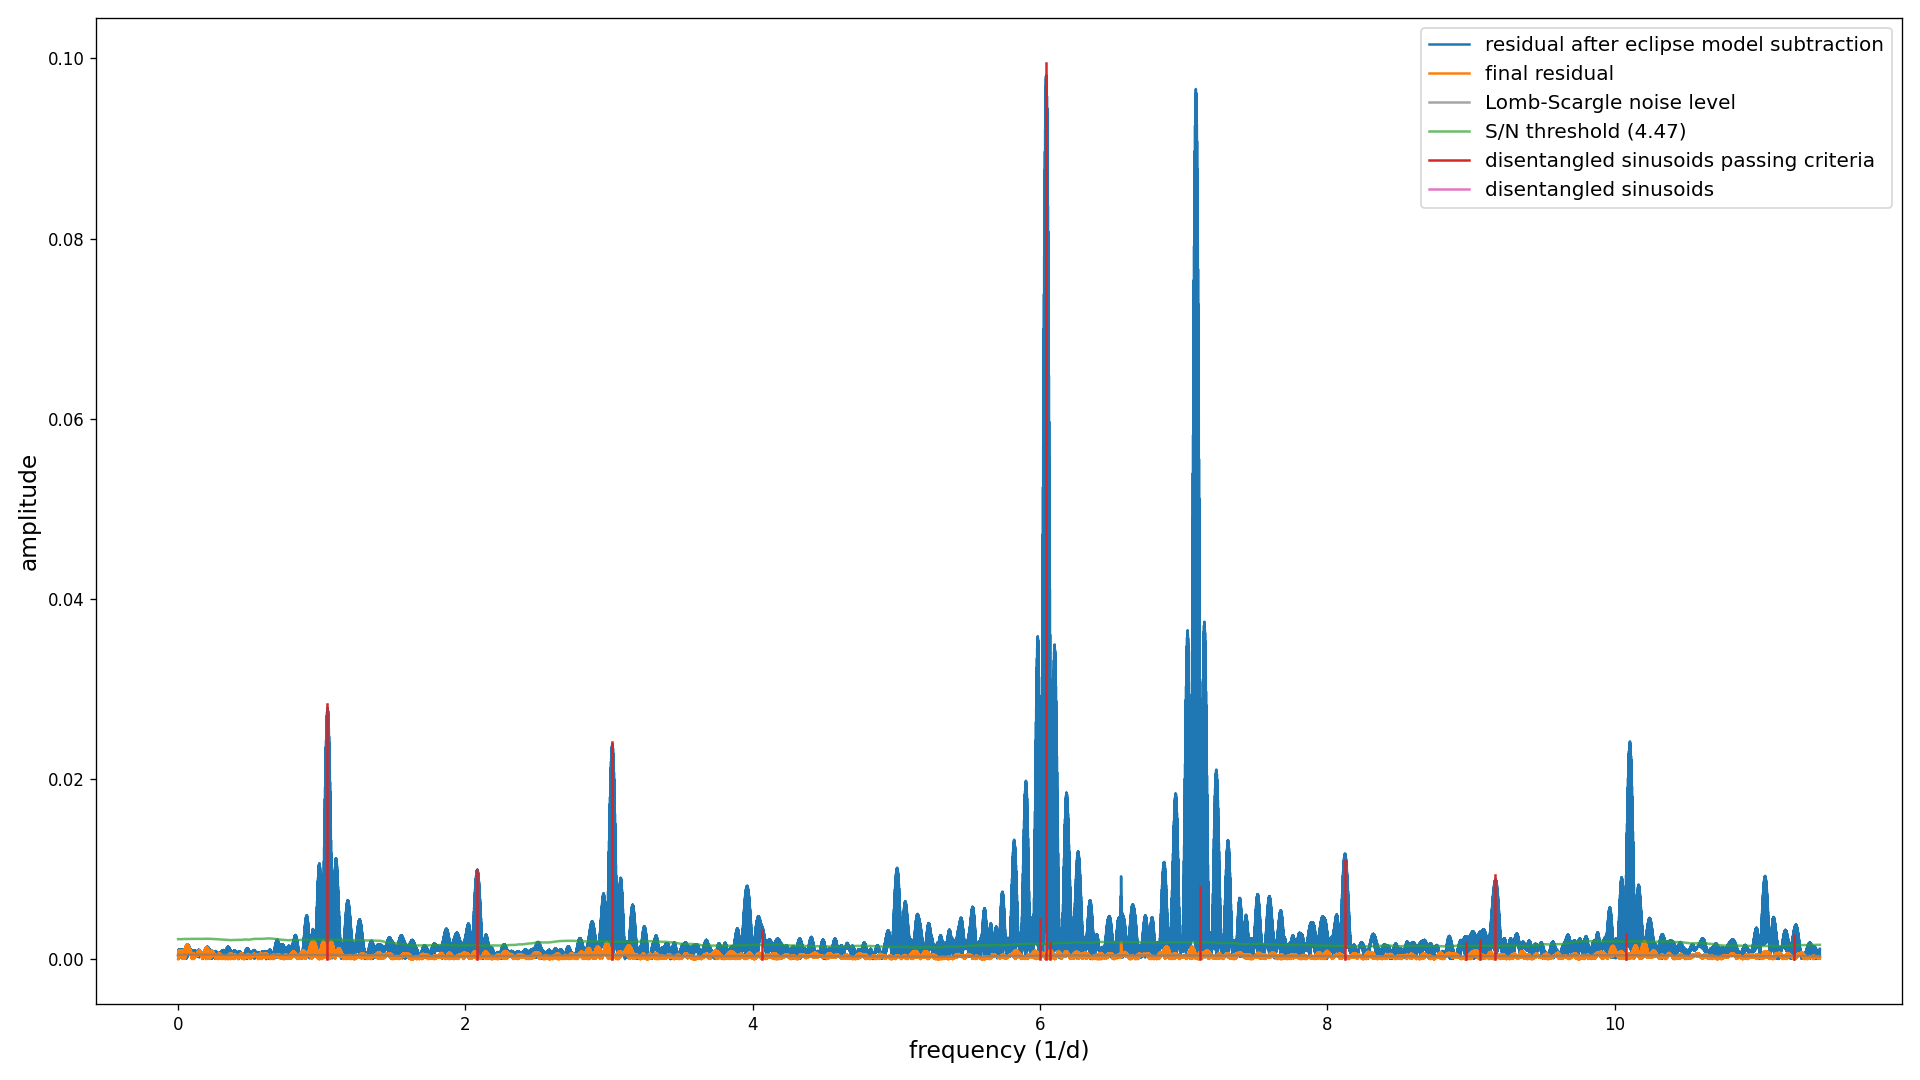 residual after eclipse model subtraction
final residual
Lomb-Scargle noise level
S/N threshold (4.47)
disentangled sinusoids passing criteria
disentangled sinusoids
0.10
0.08
0.06
0.04
0.02
0.00
amplitude
0 2 4 6 8 10
frequency (1/d)